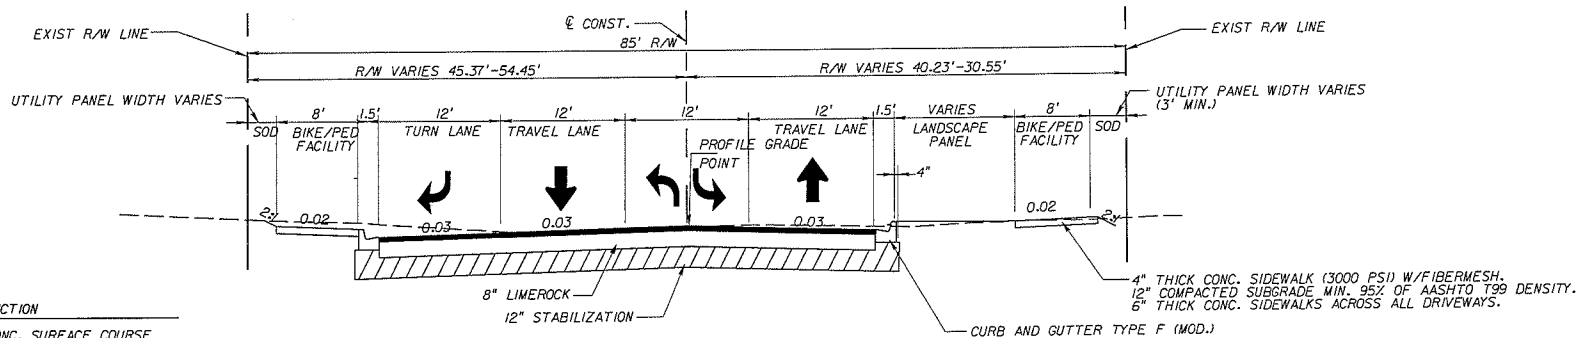 ℄ CONST.
EXIST R/W LINE
EXIST R/W LINE
85' R/W
R/W VARIES 45.37'-54.45'
R/W VARIES 40.23'-30.55'
UTILITY PANEL WIDTH VARIES
UTILITY PANEL WIDTH VARIES
(3' MIN.)
8' 1.5' 12' 12' 12' 12' 1.5' VARIES 8'
SOD BIKE/PED TURN LANE TRAVEL LANE TRAVEL LANE LANDSCAPE BIKE/PED SOD
FACILITY PANEL FACILITY
PROFILE GRADE
POINT
4"
0.02 0.03 0.03 0.03 0.02
8" LIMEROCK
12" STABILIZATION
4" THICK CONC. SIDEWALK (3000 PSI) W/FIBERMESH.
12" COMPACTED SUBGRADE MIN. 95% OF AASHTO T99 DENSITY.
6" THICK CONC. SIDEWALKS ACROSS ALL DRIVEWAYS.
CURB AND GUTTER TYPE F (MOD.)